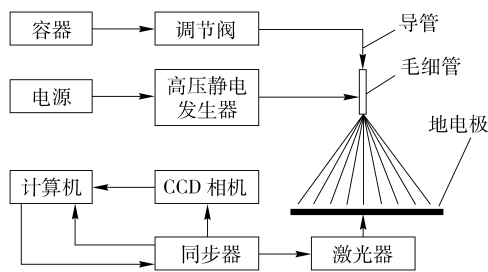 容器
调节阀
导管
毛细管
电源
高压静电
发生器
地电极
计算机
CCD 相机
同步器
激光器